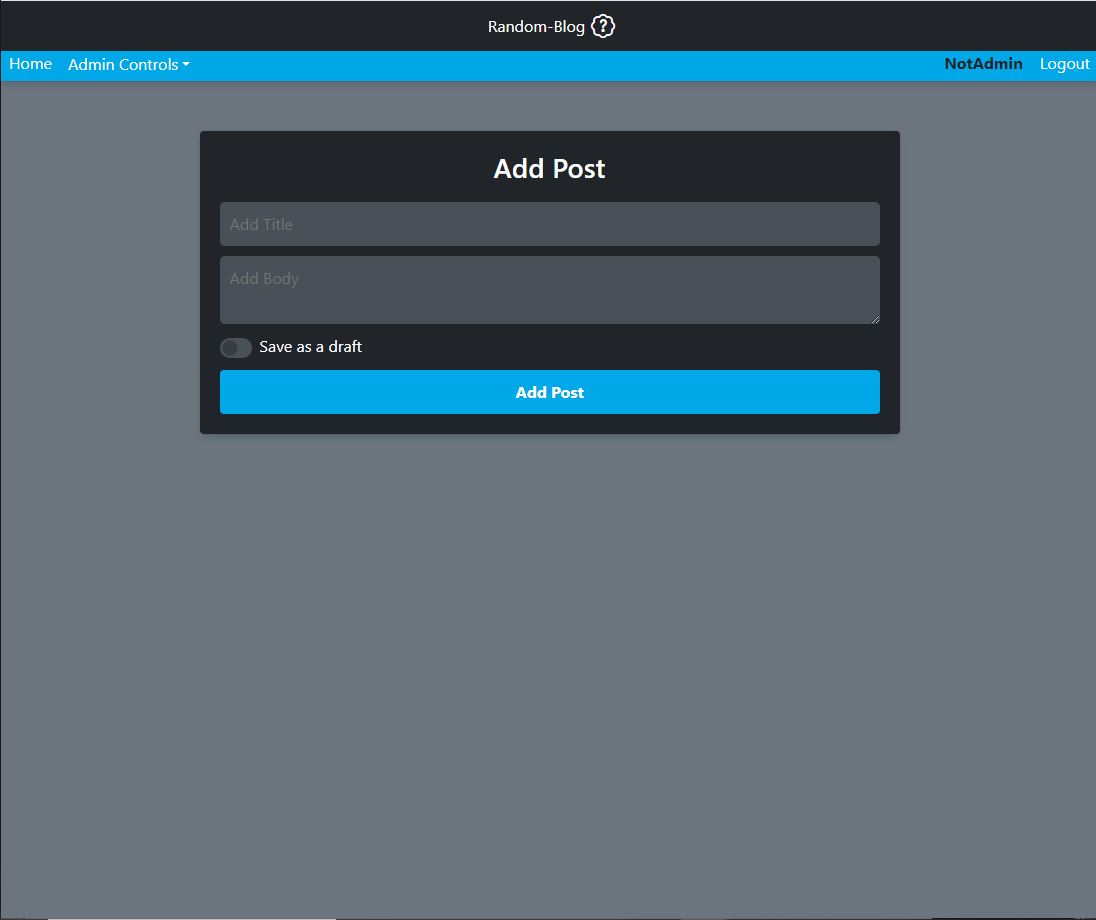 Random-Blog
Home Admin Controls NotAdmin Logout
Add Post
Add Title
Add Body
Save as a draft
Add Post